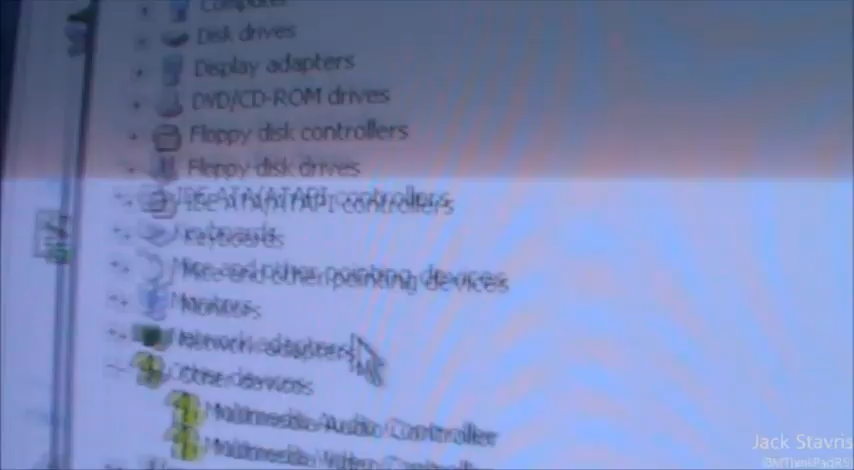 Computer
Disk drives
Display adapters
DVD/CD-ROM drives
Floppy disk controllers
Floppy disk drives
IDE ATA/ATAPI controllers
Keyboards
Mice and other pointing devices
Monitors
Network adapters
Other devices
Multimedia Audio Controller
Multimedia Video Controller
Jack Stavris